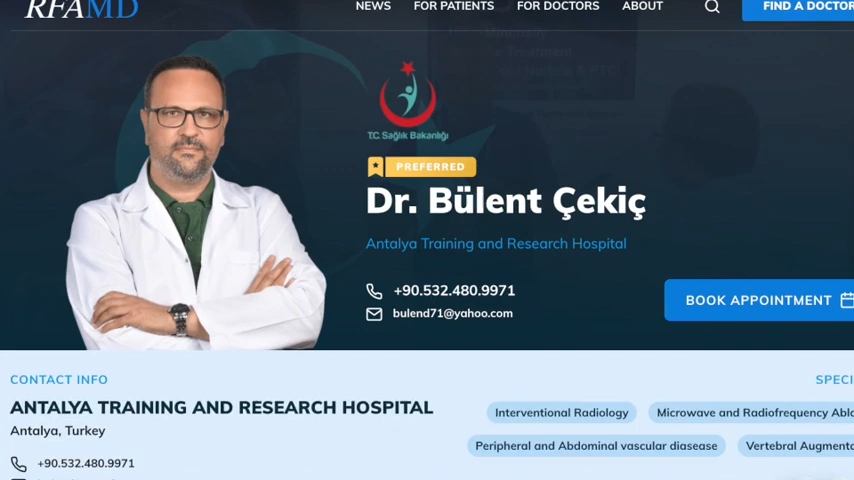 RFAMD
NEWS FOR PATIENTS FOR DOCTORS ABOUT FIND A DOCTOR
T.C. Sağlık Bakanlığı
PREFERRED
Dr. Bülent Çekiç
Antalya Training and Research Hospital
+90.532.480.9971
bulend71@yahoo.com
BOOK APPOINTMENT
CONTACT INFO
SPECI
ANTALYA TRAINING AND RESEARCH HOSPITAL
Antalya, Turkey
Interventional Radiology
Microwave and Radiofrequency Abla
Peripheral and Abdominal vascular diasease
Vertebral Augmenta
+90.532.480.9971